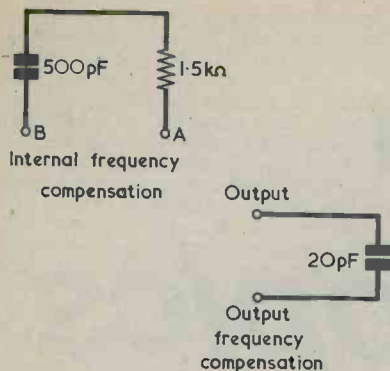 500pF
1·5kΩ
B
A
Internal frequency
compensation
Output
20pF
Output
frequency
compensation